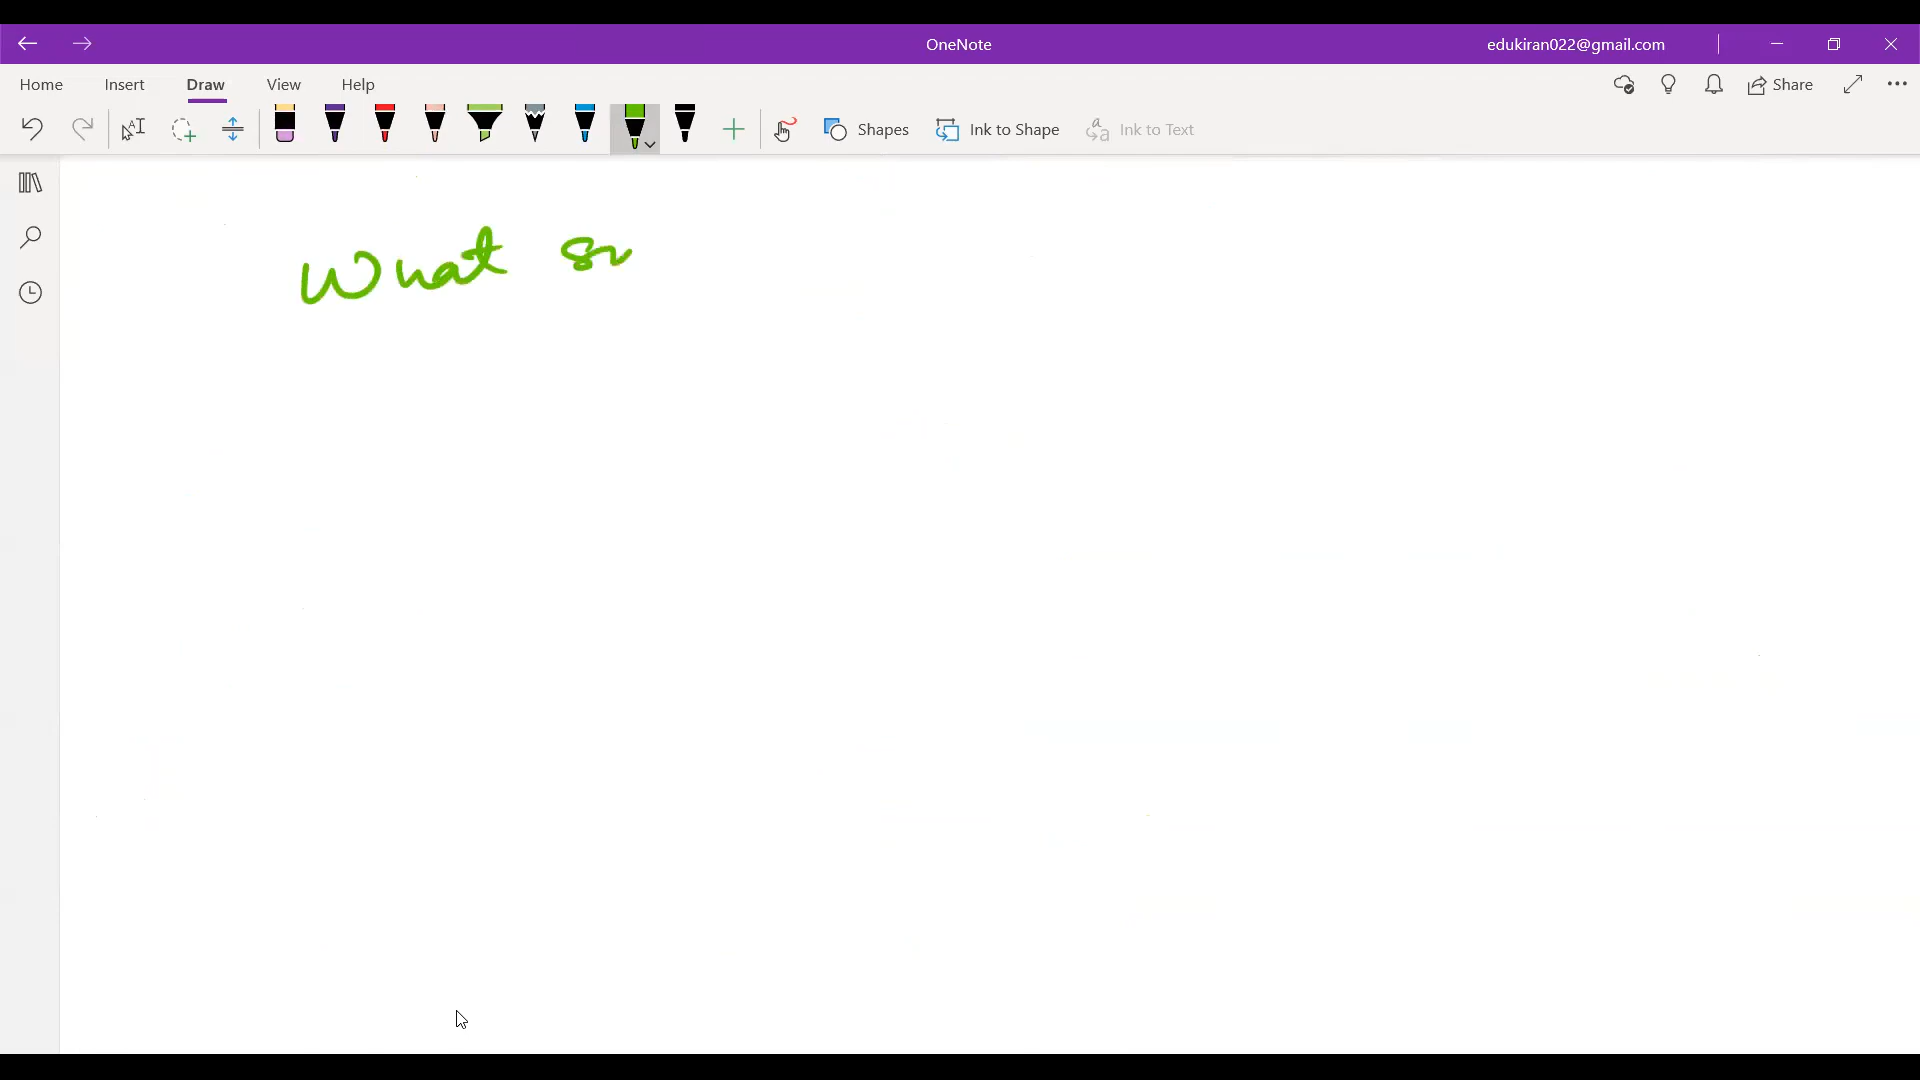 OneNote
edukiran022@gmail.com
Home Insert Draw View Help
Share
Shapes Ink to Shape Ink to Text
What